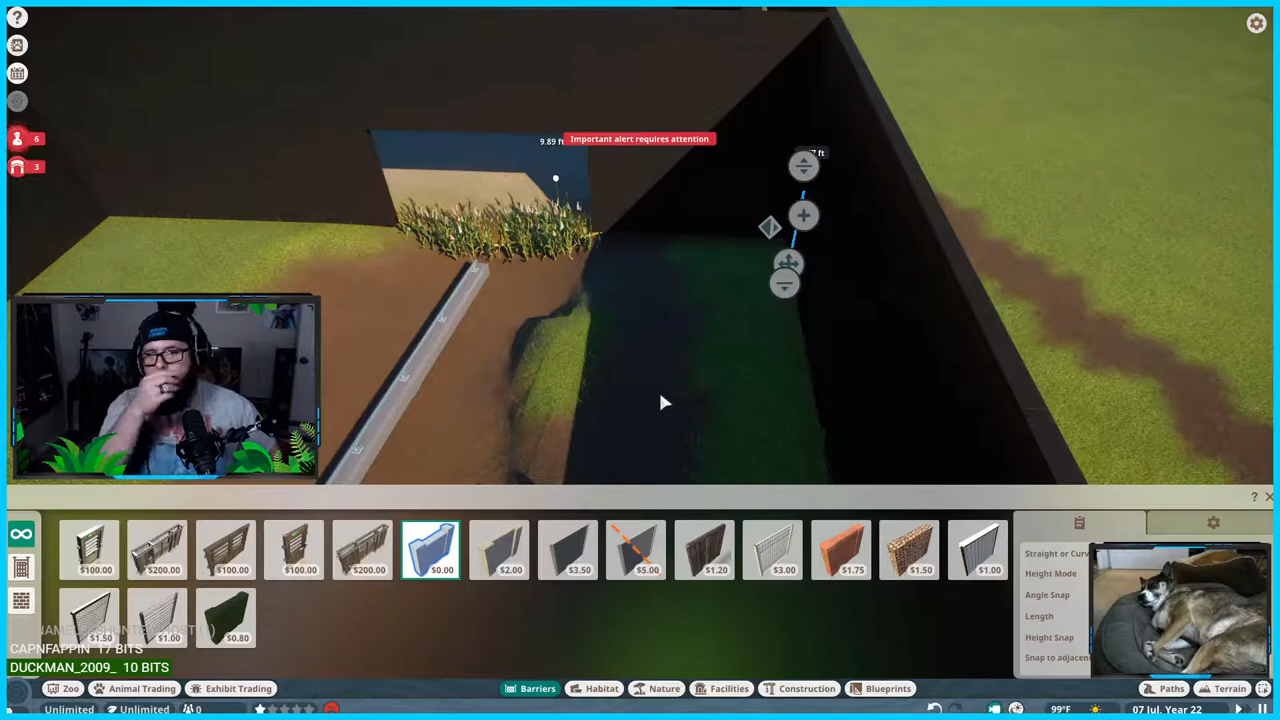 ?
6
3
9.89 ft
Important alert requires attention
7 ft
? ×
$100.00
$200.00
$100.00
$100.00
$200.00
$0.00
$2.00
$3.50
$5.00
$1.20
$3.00
$1.75
$1.50
$1.00
$1.50
$1.00
$0.80
Straight or Curv
Height Mode
Angle Snap
Length
Height Snap
Snap to adjacen
CAPNFAPPIN 17 BITS
DUCKMAN_2009_ 10 BITS
Zoo
Animal Trading
Exhibit Trading
Barriers
Habitat
Nature
Facilities
Construction
Blueprints
Paths
Terrain
Unlimited
Unlimited
0
99°F
07 Jul, Year 22